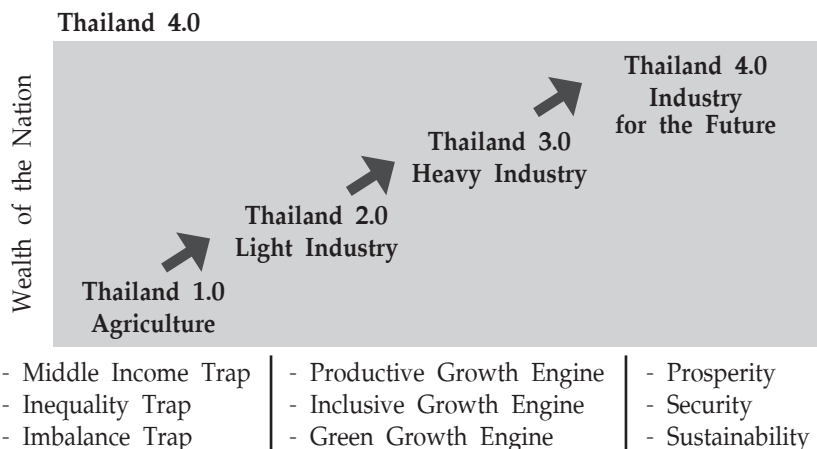 Thailand 4.0
Wealth of the Nation
Thailand 4.0
Industry
for the Future
Thailand 3.0
Heavy Industry
Thailand 2.0
Light Industry
Thailand 1.0
Agriculture
- Middle Income Trap
- Inequality Trap
- Imbalance Trap
- Productive Growth Engine
- Inclusive Growth Engine
- Green Growth Engine
- Prosperity
- Security
- Sustainability